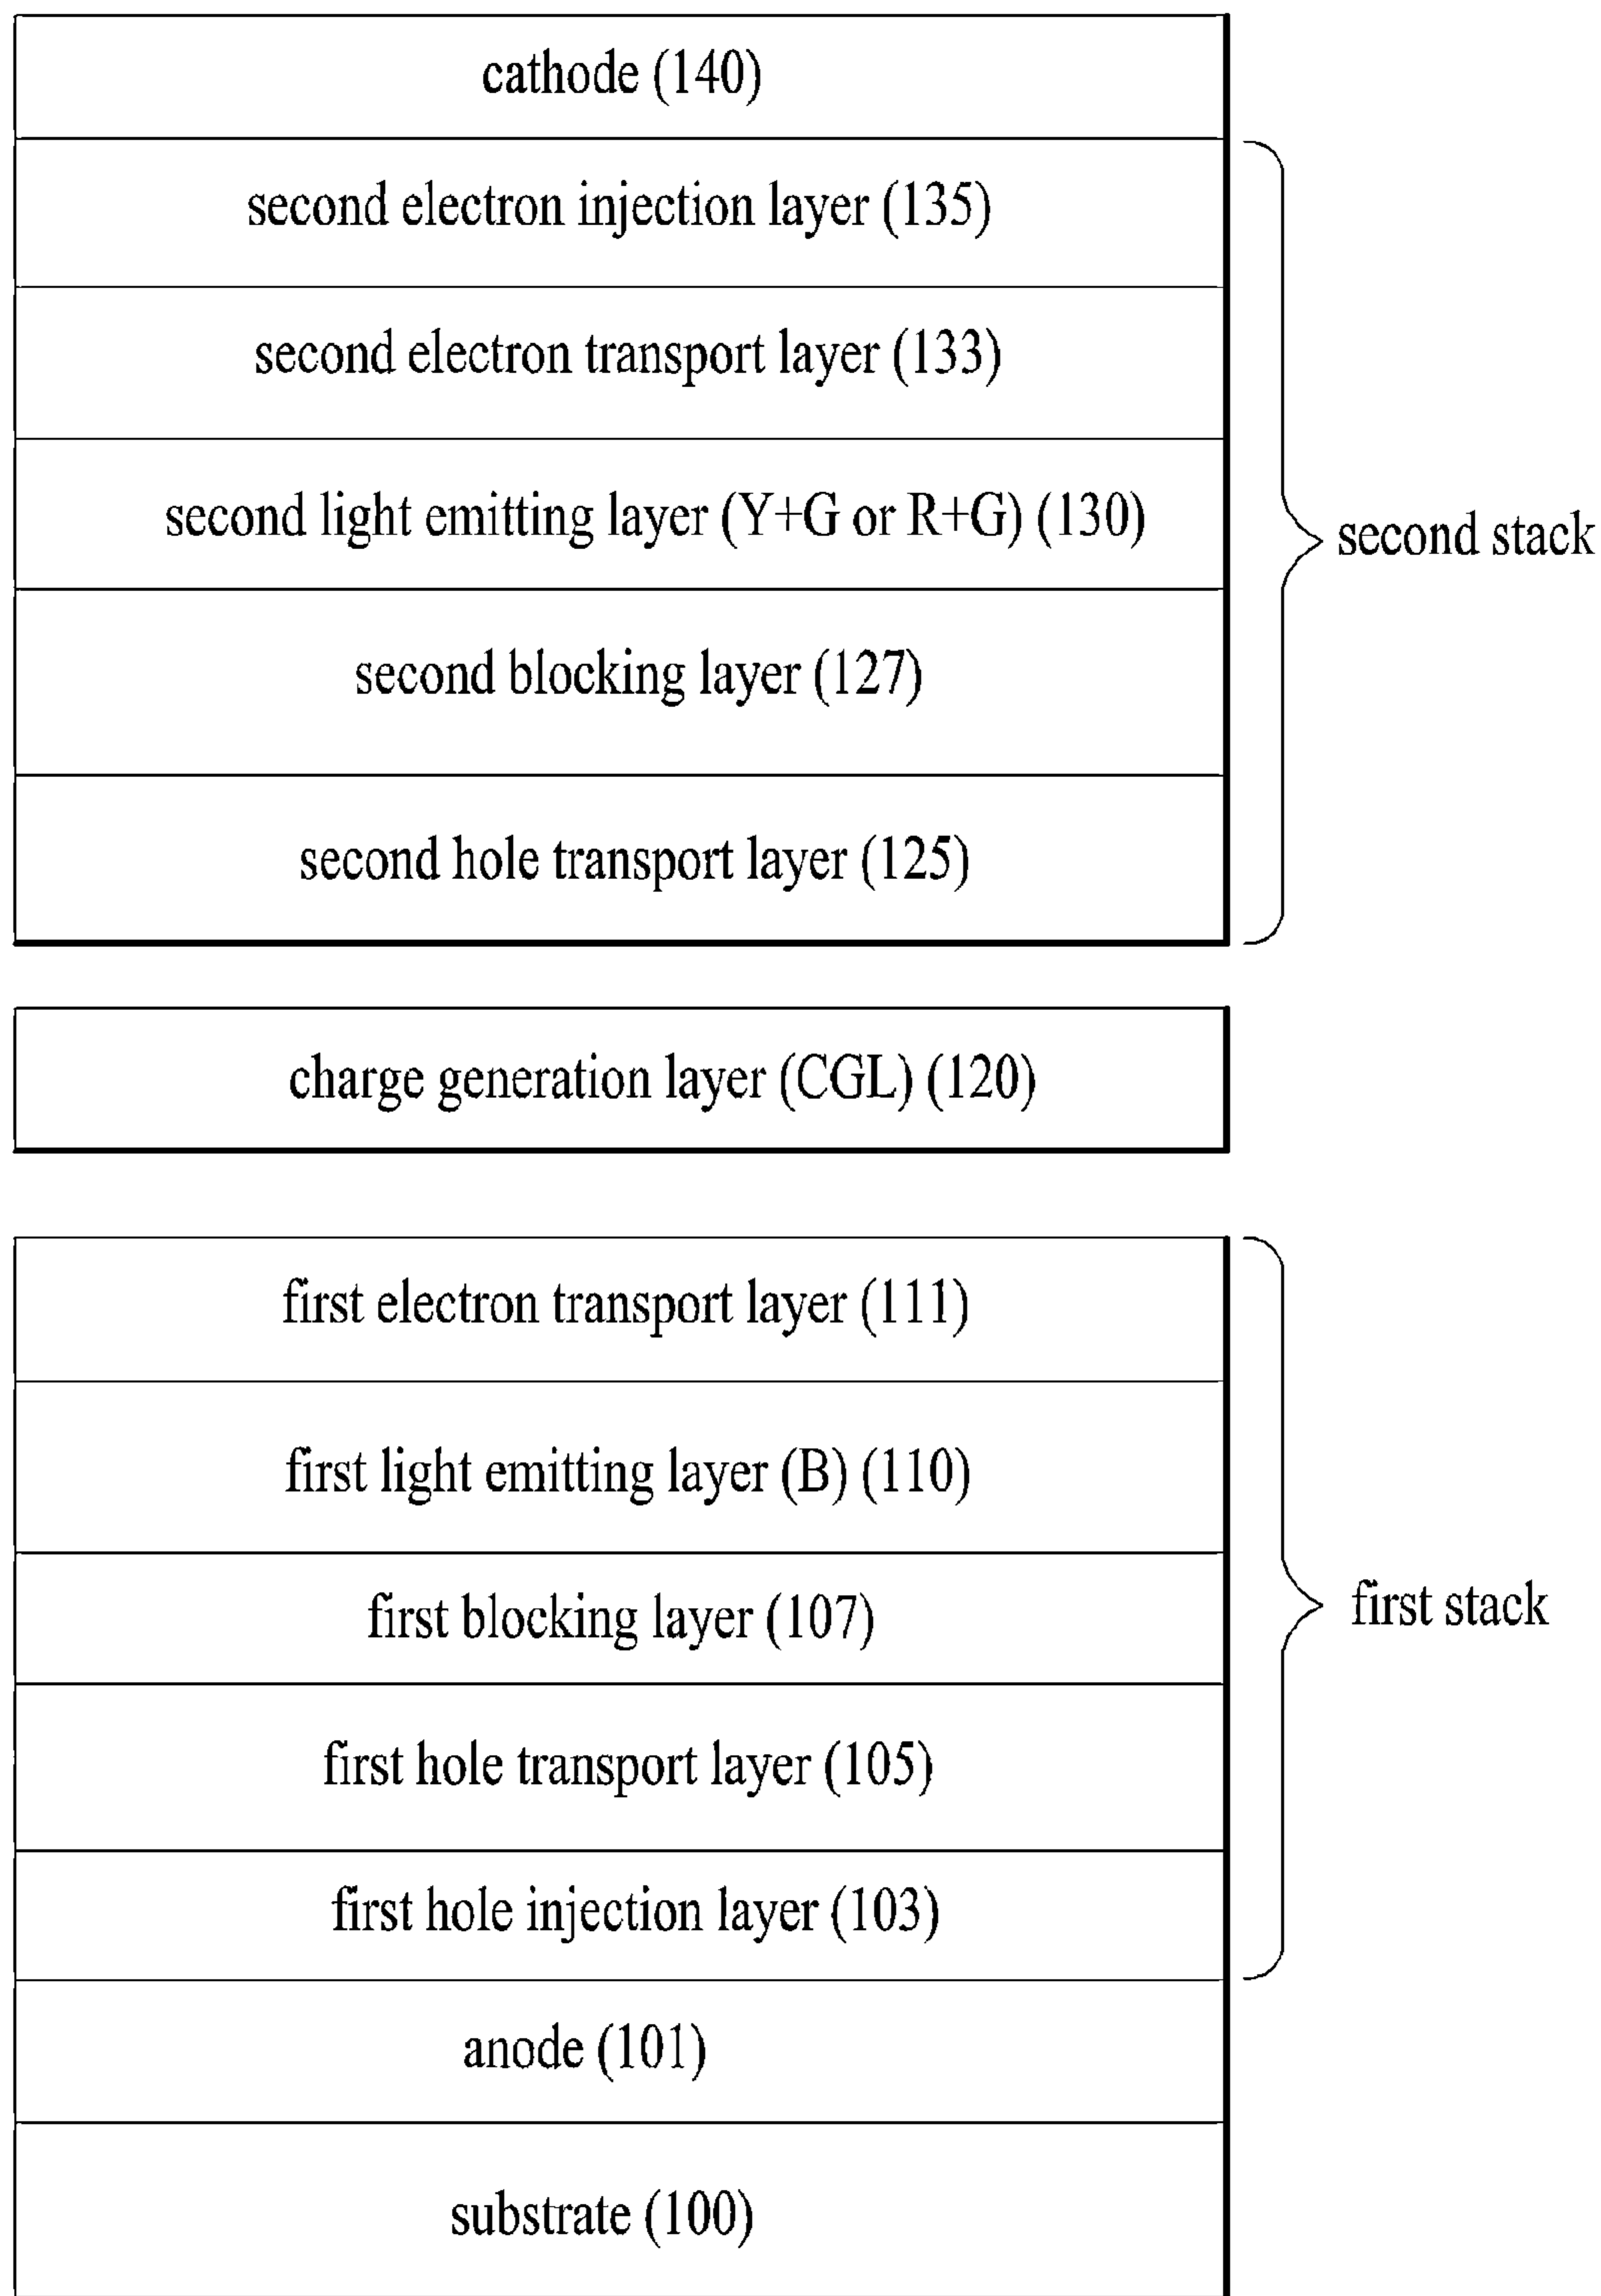 cathode (140)
second electron injection layer (135)
second electron transport layer (133)
second light emitting layer (Y+G or R+G) (130)
second stack
second blocking layer (127)
second hole transport layer (125)
charge generation layer (CGL) (120)
first electron transport layer (111)
first light emitting layer (B) (110)
first blocking layer (107)
first stack
first hole transport layer (105)
first hole injection layer (103)
anode (101)
substrate (100)